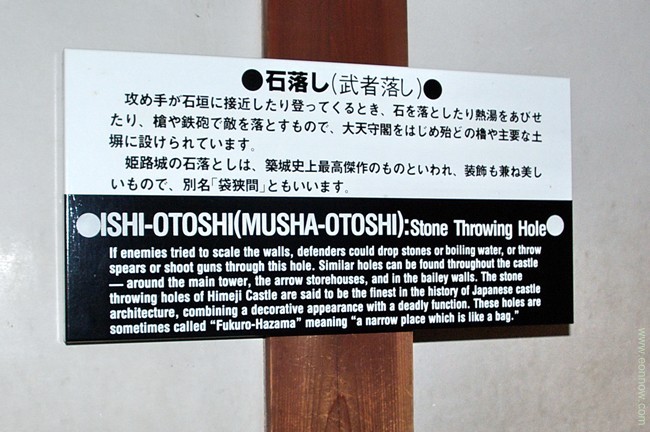 ●石落し(武者落し)●
攻め手が石垣に接近したり登ってくるとき、石を落としたり熱湯をあびせ
たり、槍や鉄砲で敵を落とすもので、大天守閣をはじめ殆どの櫓や主要な土
塀に設けられています。
姫路城の石落としは、築城史上最高傑作のものといわれ、装飾も兼ね美し
いもので、別名「袋狭間」ともいいます。
●ISHI-OTOSHI(MUSHA-OTOSHI):Stone Throwing Hole●
If enemies tried to scale the walls, defenders could drop stones or boiling water, or throw
spears or shoot guns through this hole. Similar holes can be found throughout the castle
— around the main tower, the arrow storehouses, and in the bailey walls. The stone
throwing holes of Himeji Castle are said to be the finest in the history of Japanese castle
architecture, combining a decorative appearance with a deadly function. These holes are
sometimes called “Fukuro-Hazama” meaning “a narrow place which is like a bag.”
www.eonnow.com